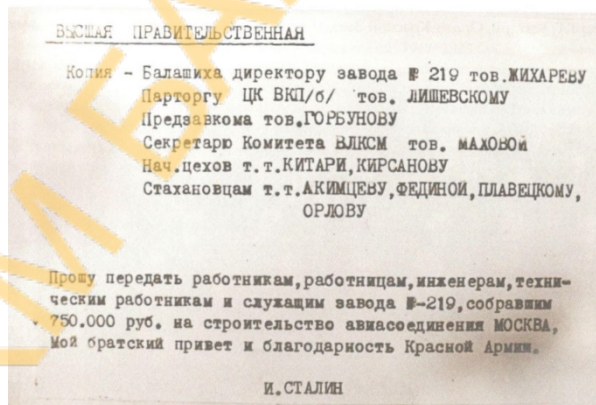 ВЫСШАЯ ПРАВИТЕЛЬСТВЕННАЯ
Копия - Балашиха директору завода № 219 тов.ЖИХАРЕВУ
Парторгу ЦК ВКП/б/ тов. ЛИШЕВСКОМУ
Предзавкома тов.ГОРБУНОВУ
Секретарю Комитета ВЛКСМ тов. МАХОВОЙ
Нач.цехов т.т.КИТАРИ,КИРСАНОВУ
Стахановцам т.т.АКИМЦЕВУ,ФЕДИНОЙ,ПЛАВЕЦКОМУ,
ОРЛОВУ
Прошу передать работникам,работницам,инженерам,техни-
ческим работникам и служащим завода №-219,собравшим
750.000 руб. на строительство авиасоединения МОСКВА,
Мой братский привет и благодарность Красной Армии.
И.СТАЛИН